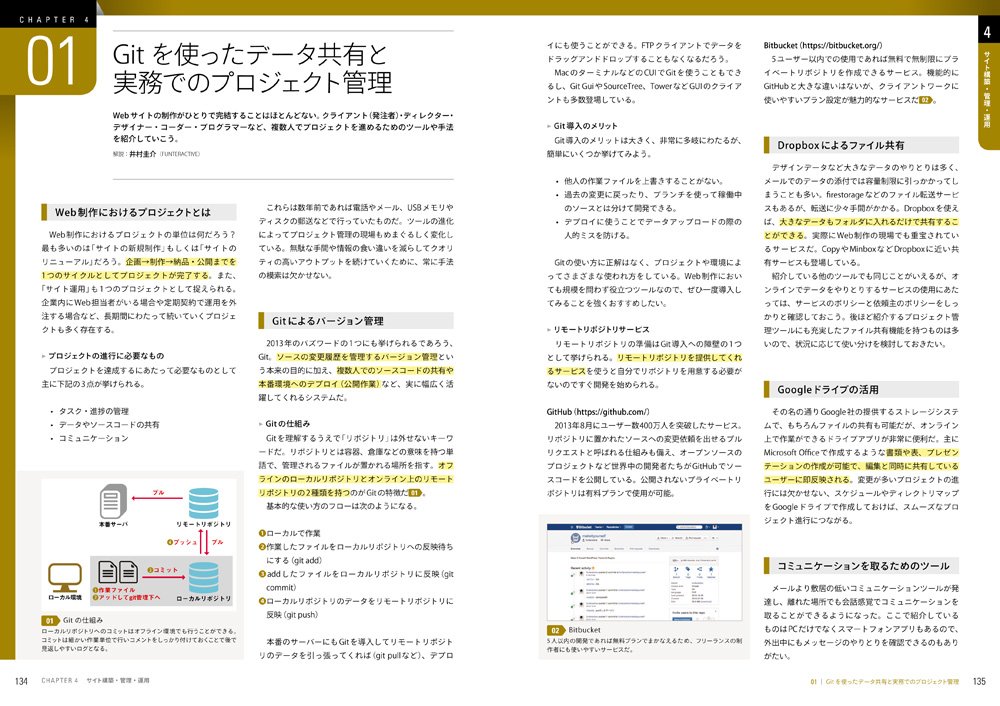 CHAPTER 4
01
Git を使ったデータ共有と
実務でのプロジェクト管理
Webサイトの制作がひとりで完結することはほとんどない。クライアント(発注者)・ディレクター・
デザイナー・コーダー・プログラマーなど、複数人でプロジェクトを進めるためのツールや手法
を紹介していこう。
解説:井村圭介(FUNTERACTIVE)
Web制作におけるプロジェクトとは
Web制作におけるプロジェクトの単位は何だろう?
最も多いのは「サイトの新規制作」もしくは「サイトの
リニューアル」だろう。企画→制作→納品・公開までを
1つのサイクルとしてプロジェクトが完了する。また、
「サイト運用」も1つのプロジェクトとして捉えられる。
企業内にWeb担当者がいる場合や定期契約で運用を外
注する場合など、長期間にわたって続いていくプロジェ
クトも多く存在する。
▹ プロジェクトの進行に必要なもの
プロジェクトを達成するにあたって必要なものとして
主に下記の3点が挙げられる。
・ タスク・進捗の管理
・ データやソースコードの共有
・ コミュニケーション
プル
本番サーバ
リモートリポジトリ
❹プッシュ
プル
❷コミット
ローカル環境
❶作業ファイル
❸アッドしてgit管理下へ
ローカルリポジトリ
01 Git の仕組み
ローカルリポジトリへのコミットはオフライン環境でも行うことができる。
コミットは細かい作業単位で行いコメントをしっかり付けておくことで後で
見返しやすいログとなる。
これらは数年前であれば電話やメール、USBメモリや
ディスクの郵送などで行っていたものだ。ツールの進化
によってプロジェクト管理の現場もめまぐるしく変化し
ている。無駄な手間や情報の食い違いを減らしてクオリ
ティの高いアウトプットを続けていくために、常に手法
の模索は欠かせない。
Gitによるバージョン管理
2013年のバズワードの1つにも挙げられるであろう、
Git。ソースの変更履歴を管理するバージョン管理とい
う本来の目的に加え、複数人でのソースコードの共有や
本番環境へのデプロイ(公開作業)など、実に幅広く活
躍してくれるシステムだ。
▹ Gitの仕組み
Gitを理解するうえで「リポジトリ」は外せないキーワ
ードだ。リポジトリとは容器、倉庫などの意味を持つ単
語で、管理されるファイルが置かれる場所を指す。オフ
ラインのローカルリポジトリとオンライン上のリモート
リポジトリの2種類を持つのがGitの特徴だ01。
基本的な使い方のフローは次のようになる。
❶ローカルで作業
❷作業したファイルをローカルリポジトリへの反映待ち
にする(git add)
❸addしたファイルをローカルリポジトリに反映(git
commit)
❹ローカルリポジトリのデータをリモートリポジトリに
反映(git push)
本番のサーバーにもGitを導入してリモートリポジト
リのデータを引っ張ってくれば(git pullなど)、デプロ
134 CHAPTER 4 サイト構築・管理・運用
イにも使うことができる。FTPクライアントでデータを
ドラッグアンドドロップすることもなくなるだろう。
MacのターミナルなどのCUIでGitを使うこともでき
るし、Git GuiやSourceTree、TowerなどGUIのクライア
ントも多数登場している。
▹ Git導入のメリット
Git導入のメリットは大きく、非常に多岐にわたるが、
簡単にいくつか挙げてみよう。
・ 他人の作業ファイルを上書きすることがない。
・ 過去の変更に戻ったり、ブランチを使って稼働中
のソースとは分けて開発できる。
・ デプロイに使うことでデータアップロードの際の
人的ミスを防げる。
Gitの使い方に正解はなく、プロジェクトや環境によ
ってさまざまな使われ方をしている。Web制作におい
ても規模を問わず役立つツールなので、ぜひ一度導入し
てみることを強くおすすめしたい。
▹ リモートリポジトリサービス
リモートリポジトリの準備はGit導入への障壁の1つ
として挙げられる。リモートリポジトリを提供してくれ
るサービスを使うと自分でリポジトリを用意する必要が
ないのですぐ開発を始められる。
GitHub(https://github.com/)
2013年8月にユーザー数400万人を突破したサービス。
リポジトリに置かれたソースへの変更依頼を出せるプル
リクエストと呼ばれる仕組みも備え、オープンソースの
プロジェクトなど世界中の開発者たちがGitHubでソー
スコードを公開している。公開されないプライベートリ
ポジトリは有料プランで使用が可能。
Bitbucket
02 Bitbucket
5人以内の開発であれば無料プランでまかなえるため、フリーランスの制
作者にも使いやすいサービスだ。
Bitbucket(https://bitbucket.org/)
5ユーザー以内での使用であれば無料で無制限にプラ
イベートリポジトリを作成できるサービス。機能的に
GitHubと大きな違いはないが、クライアントワークに
使いやすいプラン設定が魅力的なサービスだ02。
Dropboxによるファイル共有
デザインデータなど大きなデータのやりとりは多く、
メールでのデータの添付では容量制限に引っかかってし
まうことも多い。firestorageなどのファイル転送サービ
スもあるが、転送に少々手間がかかる。Dropboxを使え
ば、大きなデータもフォルダに入れるだけで共有するこ
とができる。実際にWeb制作の現場でも重宝されてい
るサービスだ。CopyやMinboxなどDropboxに近い共
有サービスも登場している。
紹介している他のツールでも同じことがいえるが、オ
ンラインでデータをやりとりするサービスの使用にあた
っては、サービスのポリシーと依頼主のポリシーをしっ
かりと確認しておこう。後ほど紹介するプロジェクト管
理ツールにも充実したファイル共有機能を持つものは多
いので、状況に応じて使い分けを検討しておきたい。
Googleドライブの活用
その名の通りGoogle社の提供するストレージシステ
ムで、もちろんファイルの共有も可能だが、オンライン
上で作業ができるドライブアプリが非常に便利だ。主に
Microsoft Officeで作成するような書類や表、プレゼン
テーションの作成が可能で、編集と同時に共有している
ユーザーに即反映される。変更が多いプロジェクトの進
行には欠かせない、スケジュールやディレクトリマップ
をGoogleドライブで作成しておけば、スムーズなプロ
ジェクト進行につながる。
コミュニケーションを取るためのツール
メールより敷居の低いコミュニケーションツールが発
達し、離れた場所でも会話感覚でコミュニケーションを
取ることができるようになった。ここで紹介している
ものはPCだけでなくスマートフォンアプリもあるので、
外出中にもメッセージのやりとりを確認できるのもあり
がたい。
4
サイト構築・管理・運用
01 | Gitを使ったデータ共有と実務でのプロジェクト管理 135